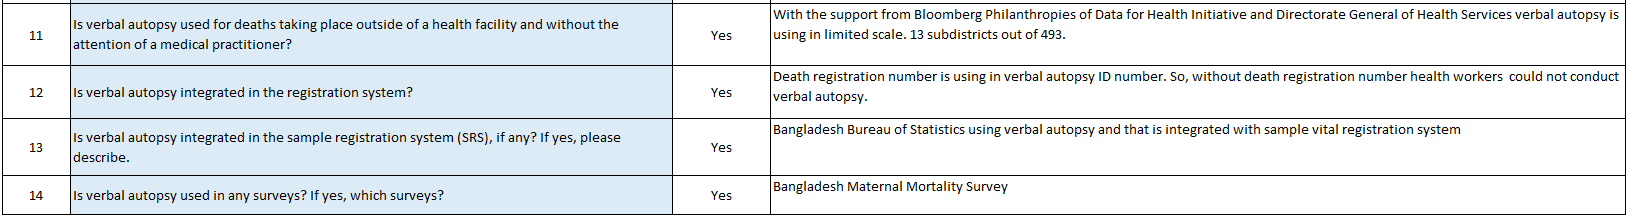 11
Is verbal autopsy used for deaths taking place outside of a health facility and without the
attention of a medical practitioner?
Yes
With the support from Bloomberg Philanthropies of Data for Health Initiative and Directorate General of Health Services verbal autopsy is
using in limited scale. 13 subdistricts out of 493.
12
Is verbal autopsy integrated in the registration system?
Yes
Death registration number is using in verbal autopsy ID number. So, without death registration number health workers could not conduct
verbal autopsy.
13
Is verbal autopsy integrated in the sample registration system (SRS), if any? If yes, please
describe.
Yes
Bangladesh Bureau of Statistics using verbal autopsy and that is integrated with sample vital registration system
14
Is verbal autopsy used in any surveys? If yes, which surveys?
Yes
Bangladesh Maternal Mortality Survey